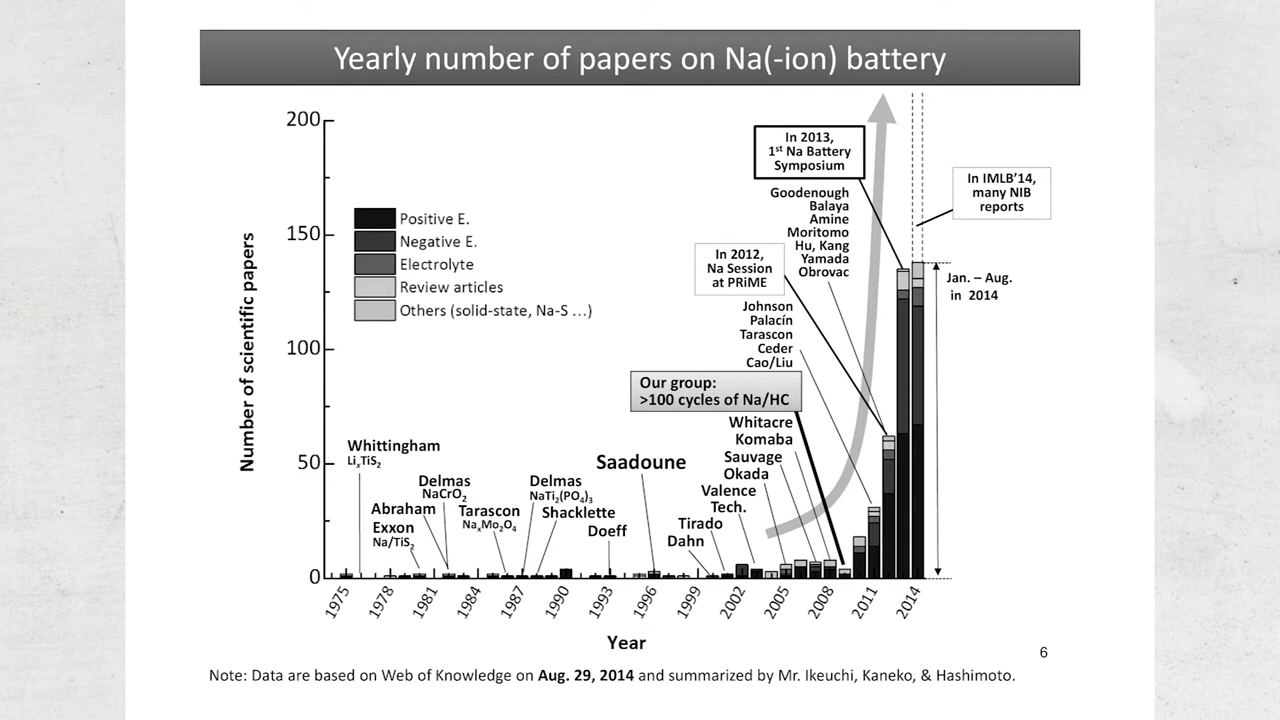 Yearly number of papers on Na(-ion) battery
200
150
100
50
0
Number of scientific papers
Positive E.
Negative E.
Electrolyte
Review articles
Others (solid-state, Na-S ...)
In 2013,
1st Na Battery
Symposium
Goodenough
Balaya
Amine
Moritomo
Hu, Kang
Yamada
Obrovac
In IMLB'14,
many NIB
reports
In 2012,
Na Session
at PRiME
Jan. – Aug.
in 2014
Johnson
Palacín
Tarascon
Ceder
Cao/Liu
Our group:
>100 cycles of Na/HC
Whitacre
Komaba
Sauvage
Okada
Valence
Tech.
Tirado
Dahn
Saadoune
Whittingham
LixTiS2
Delmas
NaCrO2
Abraham
Exxon
Na/TiS2
Tarascon
NaxMo2O4
Delmas
NaTi2(PO4)3
Shacklette
Doeff
1975
1978
1981
1984
1987
1990
1993
1996
1999
2002
2005
2008
2011
2014
Year
6
Note: Data are based on Web of Knowledge on Aug. 29, 2014 and summarized by Mr. Ikeuchi, Kaneko, & Hashimoto.